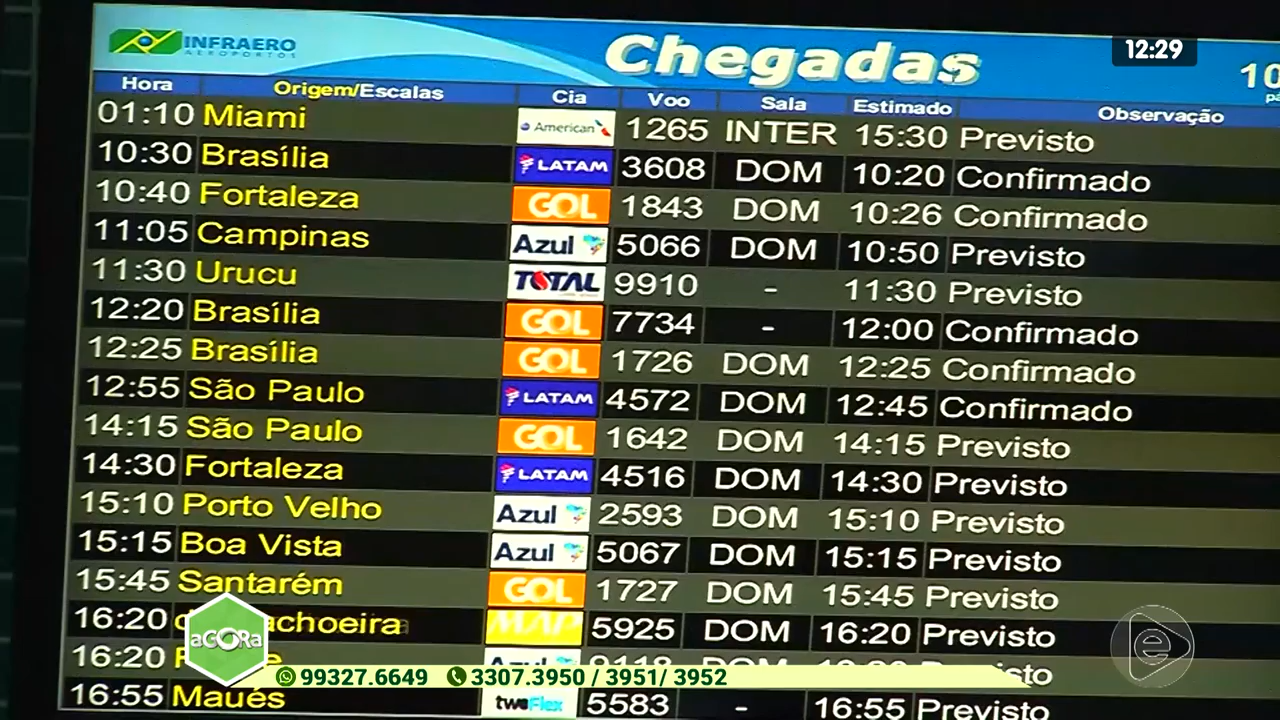 INFRAERO
AEROPORTOS
Chegadas
12:29
10
Hora Origem/Escalas Cia Voo Sala Estimado Observação
01:10 Miami American 1265 INTER 15:30 Previsto
10:30 Brasília LATAM 3608 DOM 10:20 Confirmado
10:40 Fortaleza GOL 1843 DOM 10:26 Confirmado
11:05 Campinas Azul 5066 DOM 10:50 Previsto
11:30 Urucu TOTAL 9910 - 11:30 Previsto
12:20 Brasília GOL 7734 - 12:00 Confirmado
12:25 Brasília GOL 1726 DOM 12:25 Confirmado
12:55 São Paulo LATAM 4572 DOM 12:45 Confirmado
14:15 São Paulo GOL 1642 DOM 14:15 Previsto
14:30 Fortaleza LATAM 4516 DOM 14:30 Previsto
15:10 Porto Velho Azul 2593 DOM 15:10 Previsto
15:15 Boa Vista Azul 5067 DOM 15:15 Previsto
15:45 Santarém GOL 1727 DOM 15:45 Previsto
16:20 achoeira MAP 5925 DOM 16:20 Previsto
16:20 Azul
16:55 Maués twoflex 5583 - 16:55 Previsto
aGORa
99327.6649 3307.3950 / 3951/ 3952
e